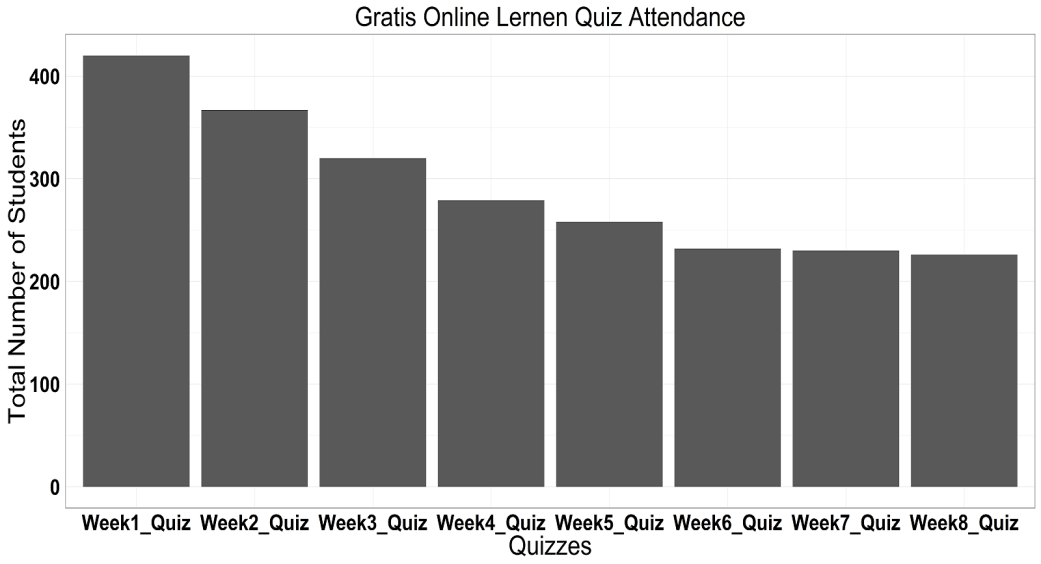 Gratis Online Lernen Quiz Attendance
Total Number of Students
400
300
200
100
0
Week1_Quiz Week2_Quiz Week3_Quiz Week4_Quiz Week5_Quiz Week6_Quiz Week7_Quiz Week8_Quiz
Quizzes